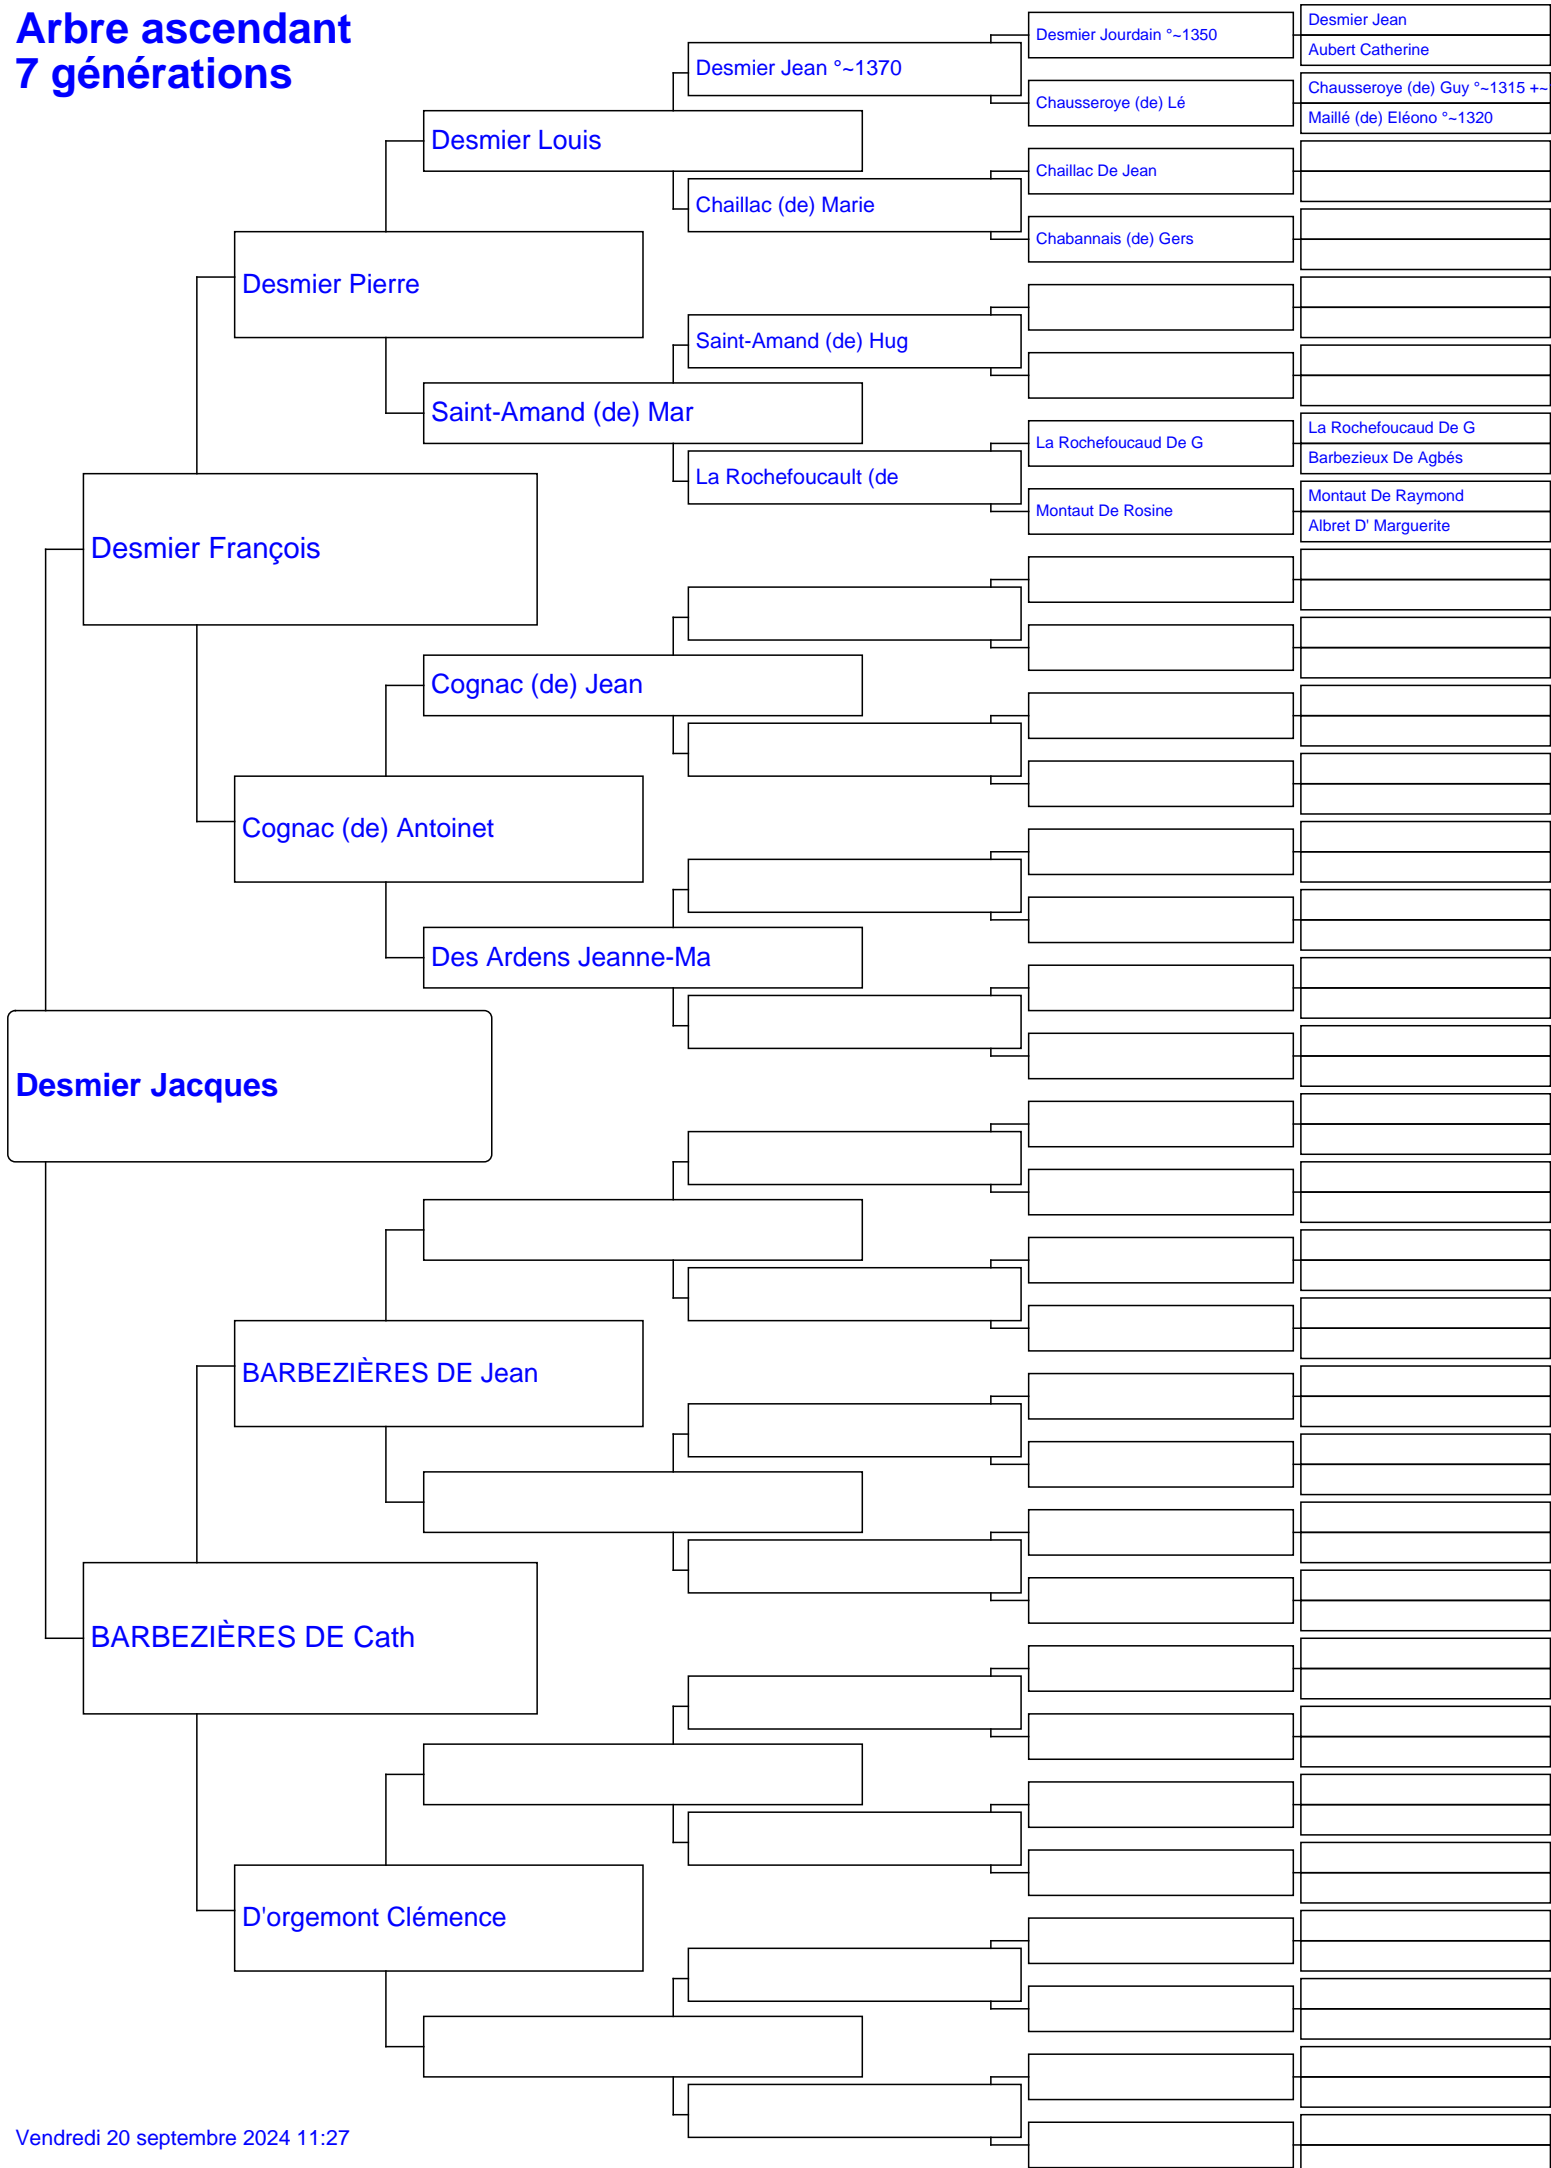 Arbre ascendant
7 générations
Desmier Jean
Desmier Jourdain °~1350
Aubert Catherine
Desmier Jean °~1370
Chausseroye (de) Guy °~1315 +~
Chausseroye (de) Lé
Maillé (de) Eléono °~1320
Desmier Louis
Chaillac De Jean
Chaillac (de) Marie
Chabannais (de) Gers
Desmier Pierre
Saint-Amand (de) Hug
Saint-Amand (de) Mar
La Rochefoucaud De G
La Rochefoucaud De G
Barbezieux De Agbés
La Rochefoucault (de
Montaut De Raymond
Montaut De Rosine
Albret D' Marguerite
Desmier François
Cognac (de) Jean
Cognac (de) Antoinet
Des Ardens Jeanne-Ma
Desmier Jacques
BARBEZIÈRES DE Jean
BARBEZIÈRES DE Cath
D'orgemont Clémence
Vendredi 20 septembre 2024 11:27